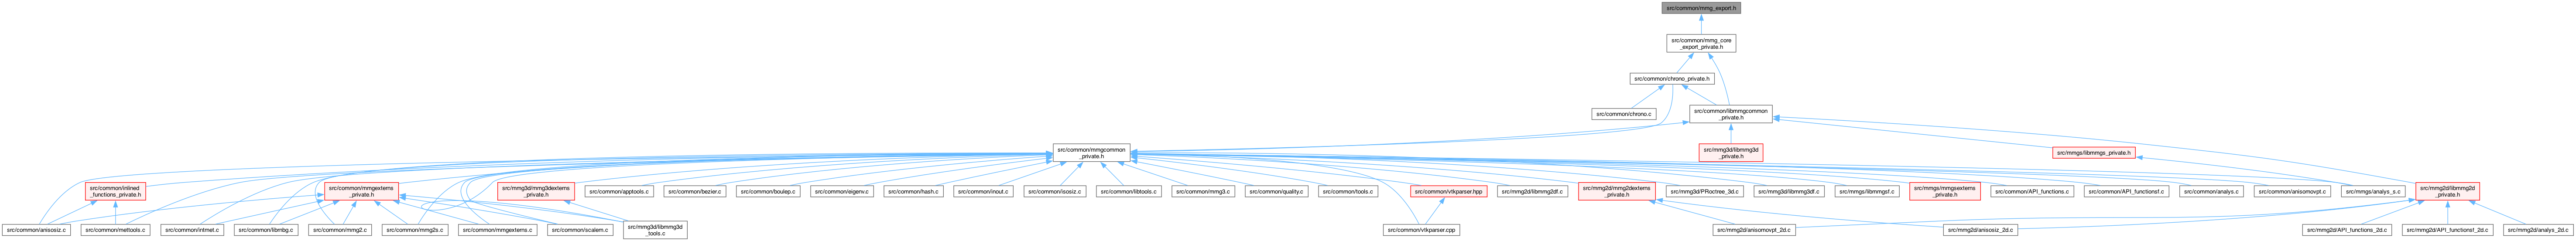 src/common/mmg_export.h
src/common/mmg_core
_export_private.h
src/common/chrono_private.h
src/common/chrono.c
src/common/libmmgcommon
_private.h
src/common/mmgcommon
_private.h
src/mmg3d/libmmg3d
_private.h
src/mmgs/libmmgs_private.h
src/common/inlined
_functions_private.h
src/common/mmgexterns
_private.h
src/mmg3d/mmg3dexterns
_private.h
src/common/apptools.c
src/common/bezier.c
src/common/boulep.c
src/common/eigenv.c
src/common/hash.c
src/common/inout.c
src/common/isosiz.c
src/common/libtools.c
src/common/mmg3.c
src/common/quality.c
src/common/tools.c
src/common/vtkparser.hpp
src/mmg2d/libmmg2df.c
src/mmg2d/mmg2dexterns
_private.h
src/mmg3d/PRoctree_3d.c
src/mmg3d/libmmg3df.c
src/mmgs/libmmgsf.c
src/mmgs/mmgsexterns
_private.h
src/common/API_functions.c
src/common/API_functionsf.c
src/common/analys.c
src/common/anisomovpt.c
src/mmgs/analys_s.c
src/mmg2d/libmmg2d
_private.h
src/common/anisosiz.c
src/common/mettools.c
src/common/intmet.c
src/common/librnbg.c
src/common/mmg2.c
src/common/mmg2s.c
src/common/mmgexterns.c
src/common/scalem.c
src/mmg3d/libmmg3d
_tools.c
src/common/vtkparser.cpp
src/mmg2d/anisomovpt_2d.c
src/mmg2d/anisosiz_2d.c
src/mmg2d/API_functions_2d.c
src/mmg2d/API_functionsf_2d.c
src/mmg2d/analys_2d.c